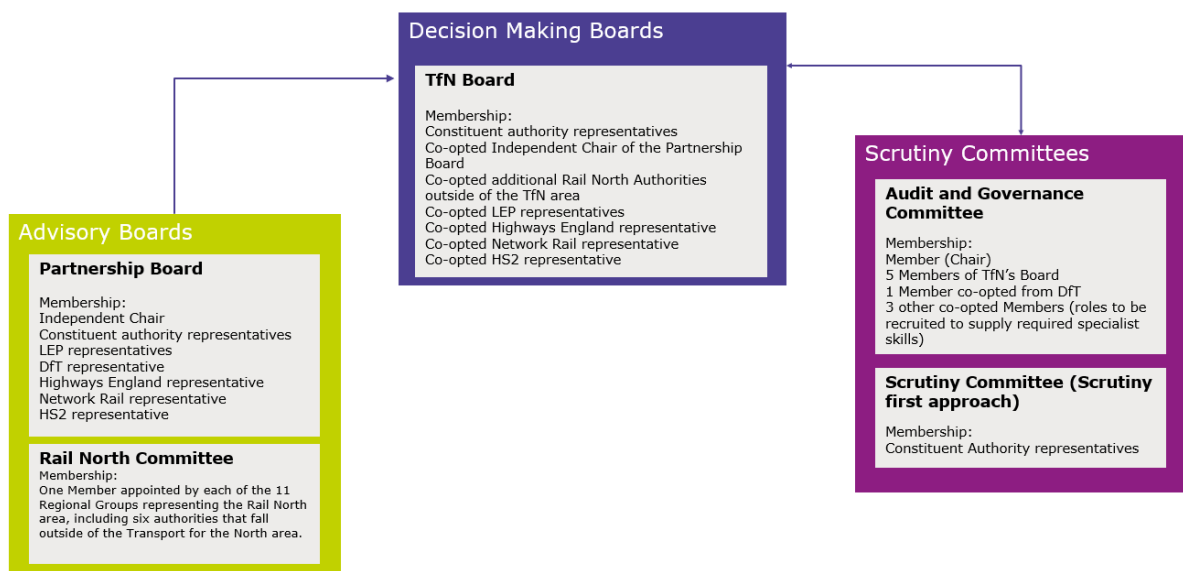 Decision Making Boards
TfN Board
Membership:
Constituent authority representatives
Co-opted Independent Chair of the Partnership
Board
Co-opted additional Rail North Authorities
outside of the TfN area
Co-opted LEP representatives
Co-opted Highways England representative
Co-opted Network Rail representative
Co-opted HS2 representative
Advisory Boards
Partnership Board
Membership:
Independent Chair
Constituent authority representatives
LEP representatives
DfT representative
Highways England representative
Network Rail representative
HS2 representative
Rail North Committee
Membership:
One Member appointed by each of the 11
Regional Groups representing the Rail North
area, including six authorities that fall
outside of the Transport for the North area.
Scrutiny Committees
Audit and Governance
Committee
Membership:
Member (Chair)
5 Members of TfN's Board
1 Member co-opted from DfT
3 other co-opted Members (roles to be
recruited to supply required specialist
skills)
Scrutiny Committee (Scrutiny
first approach)
Membership:
Constituent Authority representatives